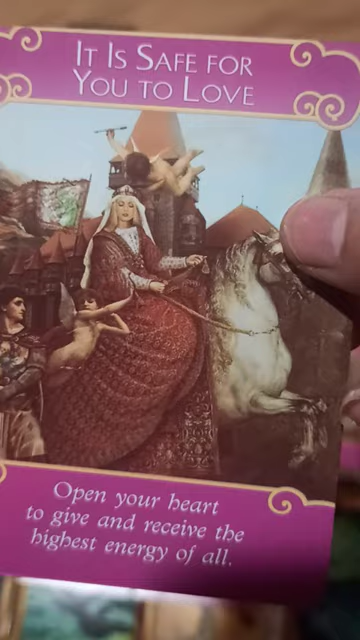 It Is Safe for
You to Love
Open your heart
to give and receive the
highest energy of all.